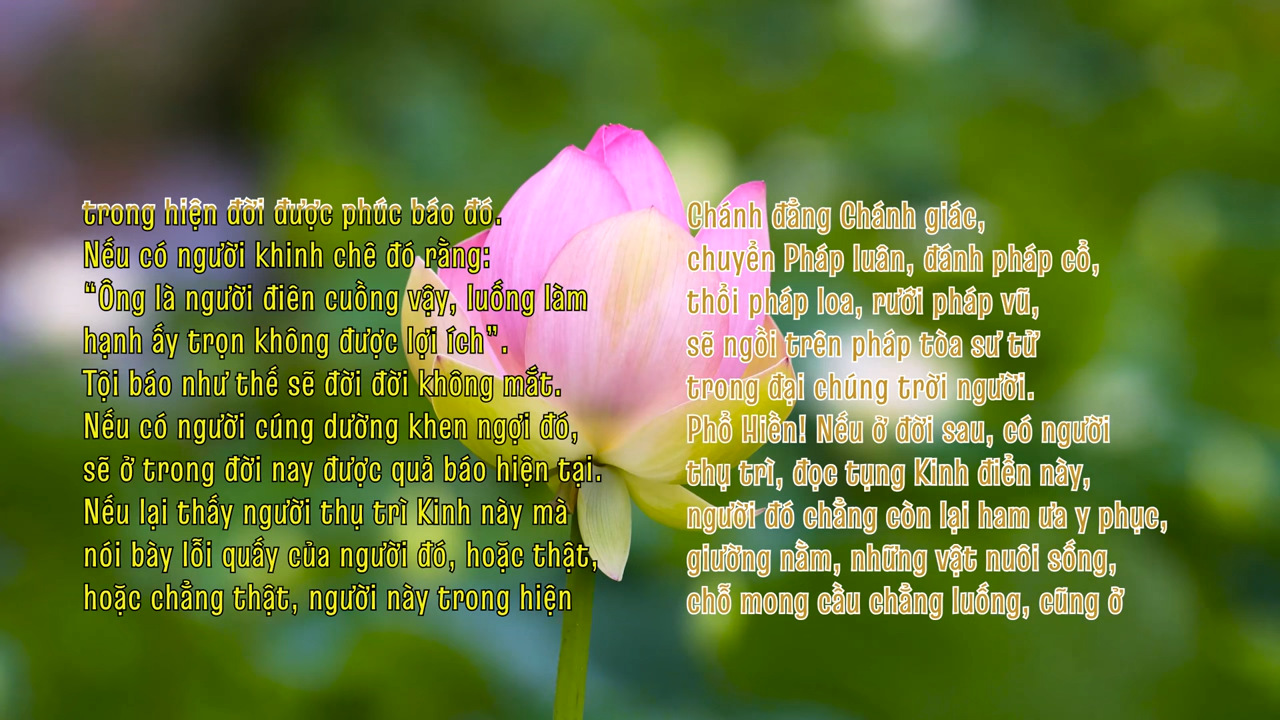 trong hiện đời được phúc báo đó.
Nếu có người khinh chê đó rằng:
“Ông là người điên cuồng vậy, luống làm
hạnh ấy trọn không được lợi ích”.
Tội báo như thế sẽ đời đời không mắt.
Nếu có người cúng dường khen ngợi đó,
sẽ ở trong đời nay được quả báo hiện tại.
Nếu lại thấy người thụ trì Kinh này mà
nói bày lỗi quấy của người đó, hoặc thật,
hoặc chẳng thật, người này trong hiện
Chánh đẳng Chánh giác,
chuyển Pháp luân, đánh pháp cổ,
thổi pháp loa, rưới pháp vũ,
sẽ ngồi trên pháp tòa sư tử
trong đại chúng trời người.
Phổ Hiền! Nếu ở đời sau, có người
thụ trì, đọc tụng Kinh điển này,
người đó chẳng còn lại ham ưa y phục,
giường nằm, những vật nuôi sống,
chỗ mong cầu chẳng luống, cũng ở